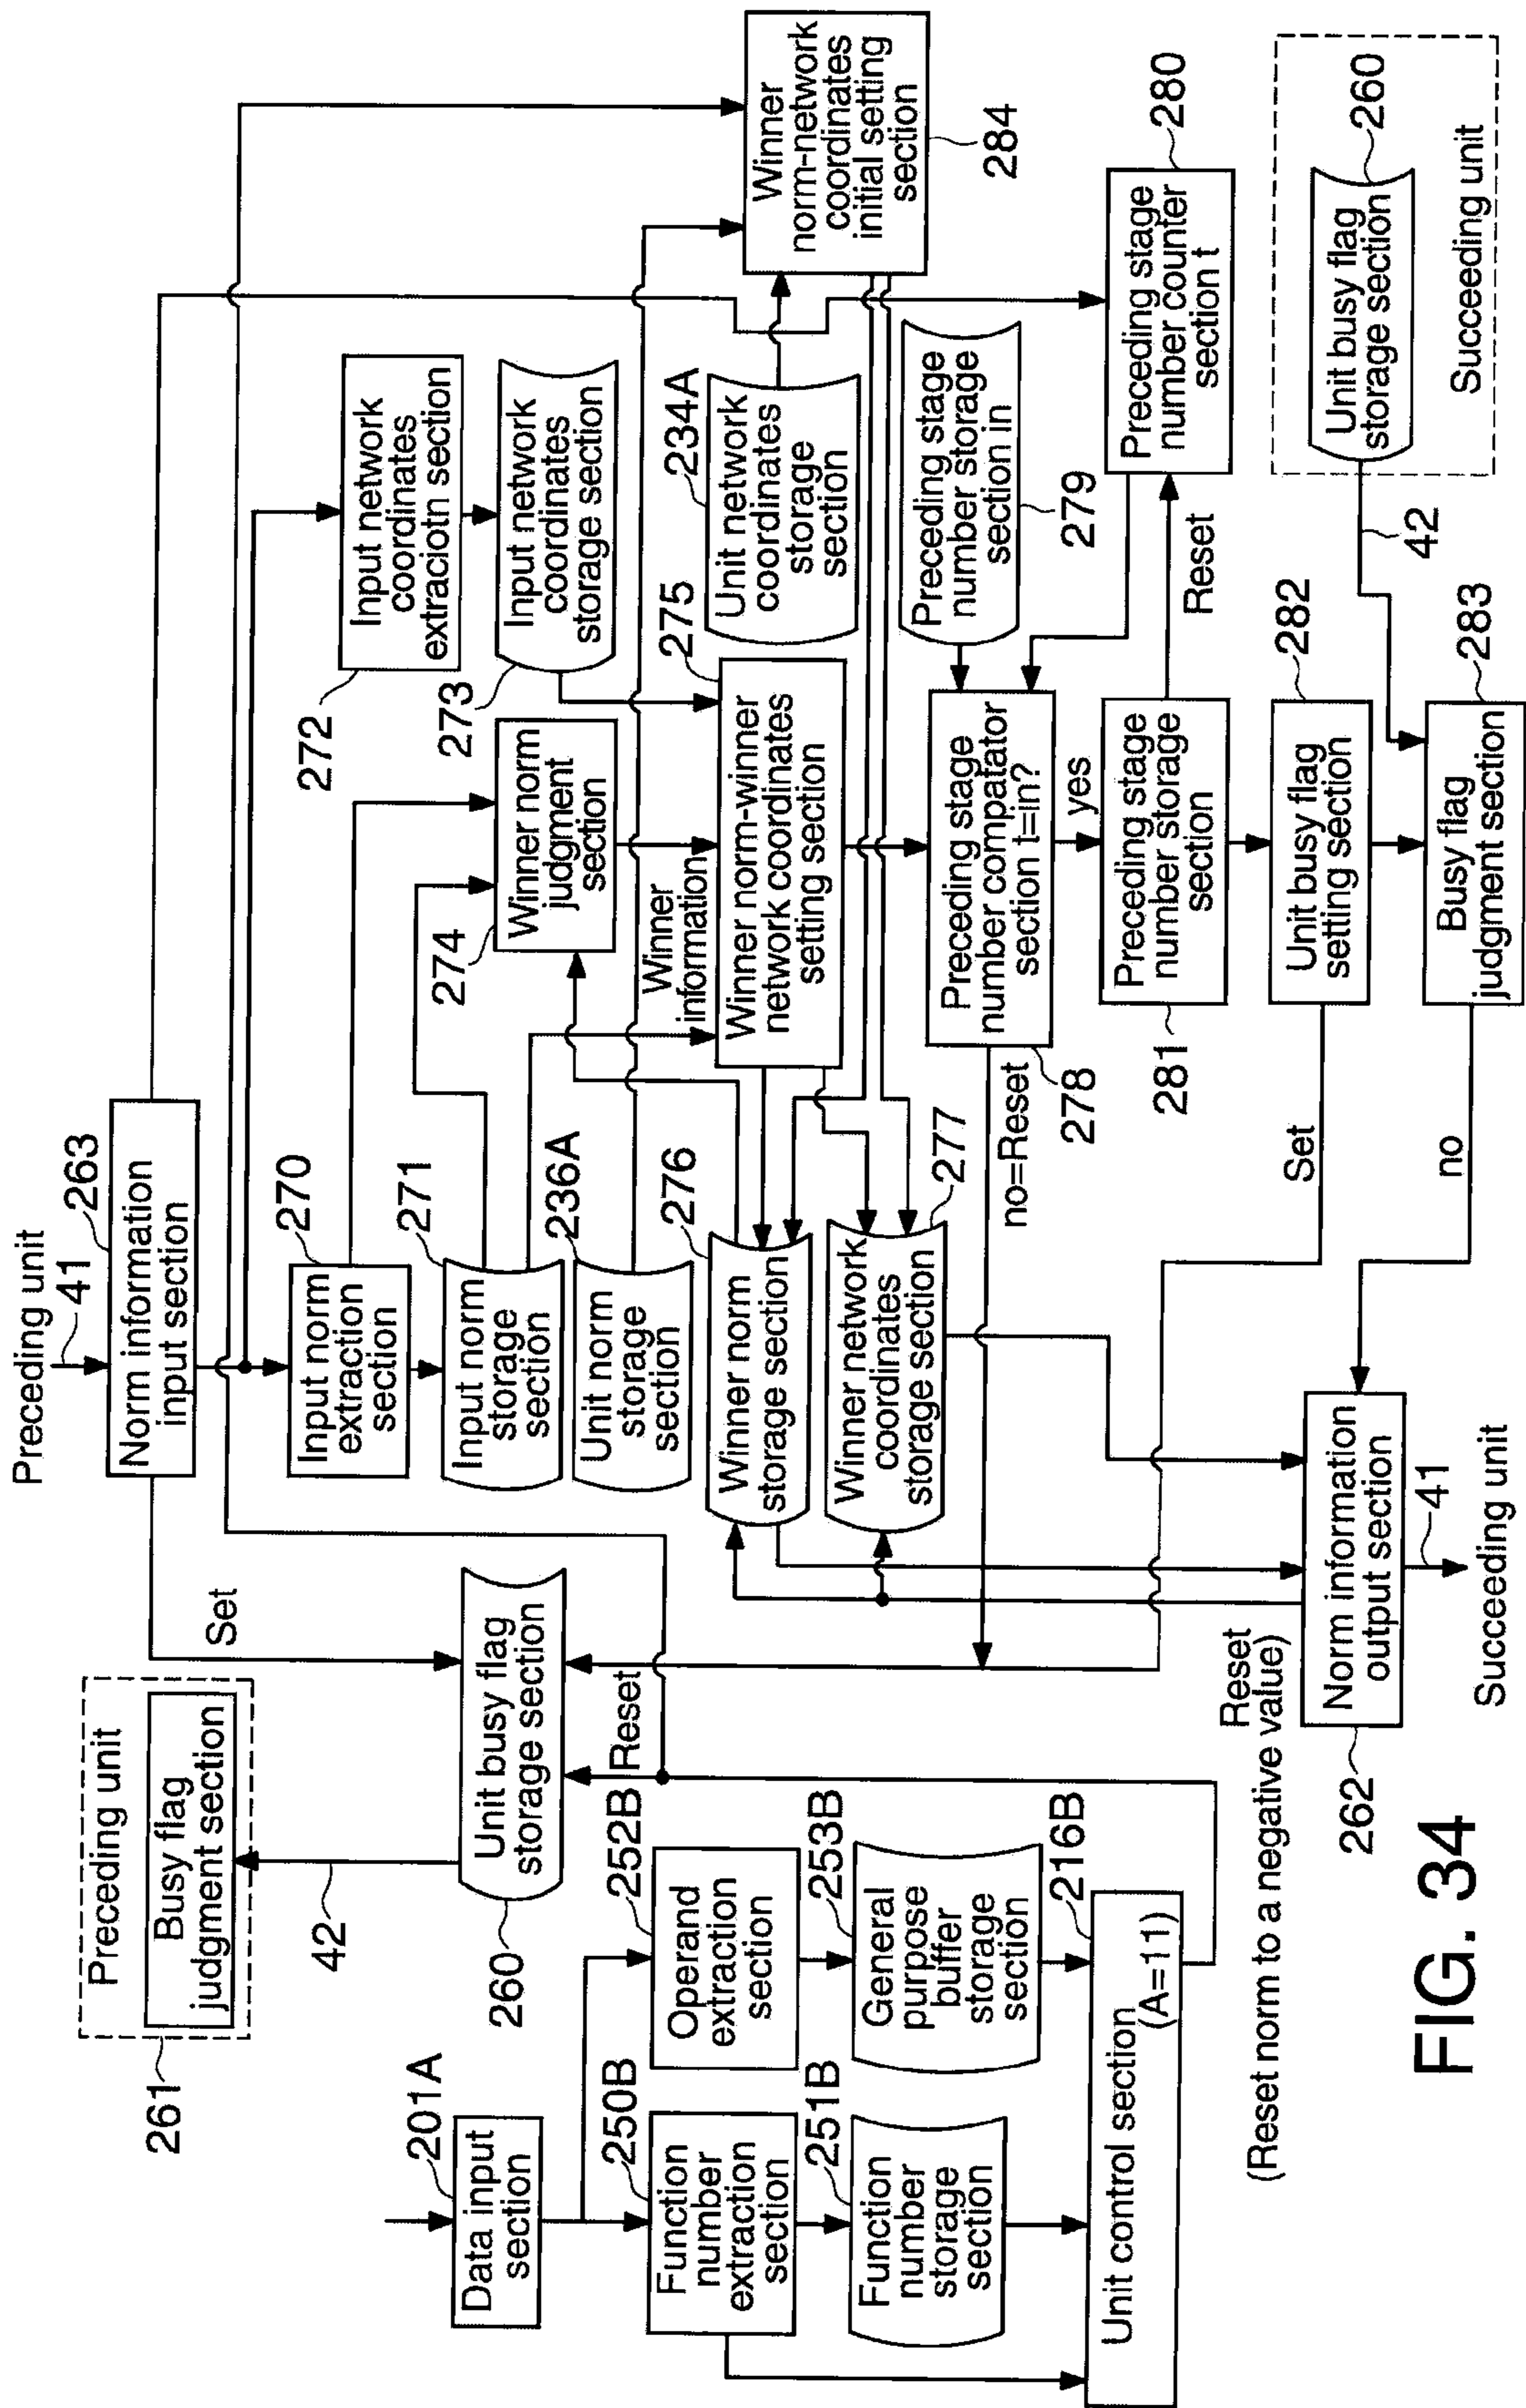 Preceding unit
Busy flag
judgment section
261
42
Preceding unit
41
263
Norm information
input section
Set
201A
Data input
section
Unit busy flag
storage section
260
Reset
250B
Function
number
extraction
section
252B
Operand
extraction
section
251B
Function
number
storage
section
253B
General
purpose
buffer
storage
section
216B
Unit control section
(A=11)
270
Input norm
extraction
section
271
Input norm
storage
section
236A
Unit norm
storage
section
276
Winner norm
storage section
277
Winner network
coordinates
storage section
272
Input network
coordinates
extraciotn section
273
Input network
coordinates
storage section
274
Winner norm
judgment
section
Winner
information
275
Winner norm-winner
network coordinates
setting section
234A
Unit network
coordinates
storage
section
Winner
norm-network
coordinates
initial setting
section
284
Preceding stage
number storage
section in
279
Preceding stage
number compatator
section t=in?
278
no=Reset
yes
280
Preceding stage
number counter
section t
Reset
Preceding stage
number storage
section
281
282
Unit busy flag
setting section
Set
283
Busy flag
judgment section
no
42
260
Unit busy flag
storage section
Succeeding unit
Reset
(Reset norm to a negative value)
Norm information
output section
262
41
Succeeding unit
FIG. 34